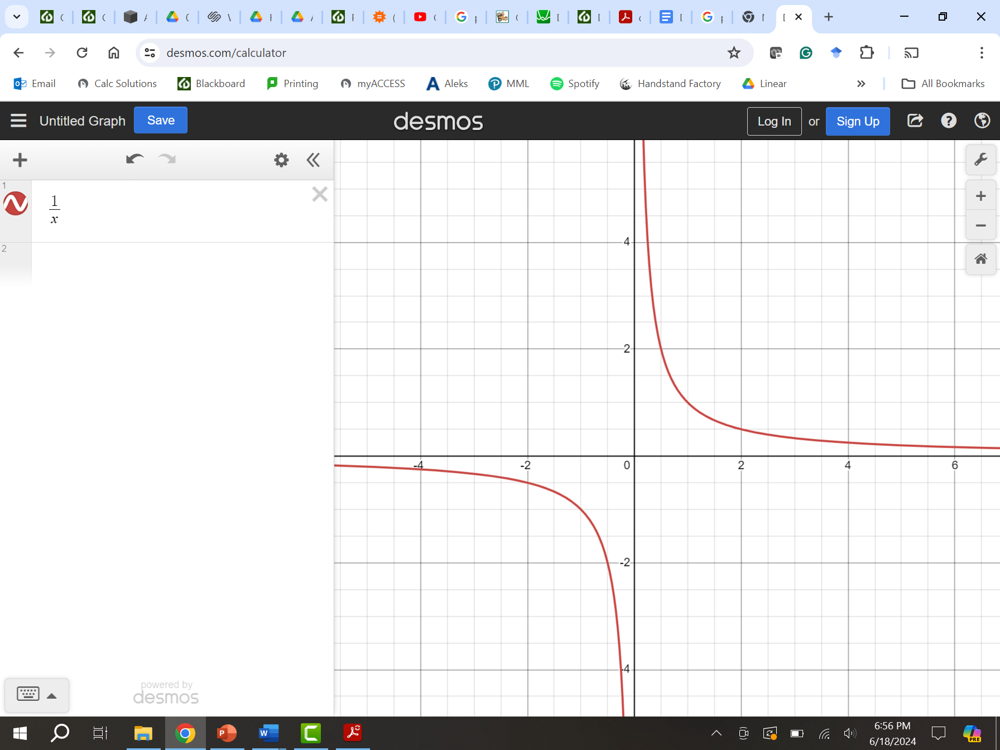 desmos.com/calculator
Email Calc Solutions Blackboard Printing myACCESS Aleks MML Spotify Handstand Factory Linear All Bookmarks
Untitled Graph Save desmos Log In or Sign Up
1
1
x
2
4
2
-4 -2 0 2 4 6
-2
-4
powered by
desmos
6:56 PM
6/18/2024
PRE